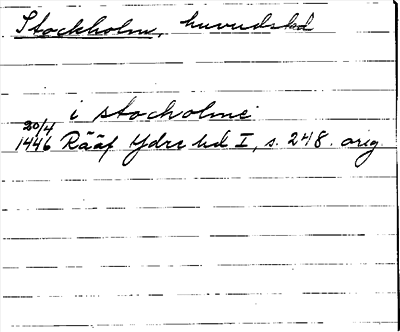 Stockholm, huvudstad
i stocholme
20/4
1446 Rääf Ydre hd I, s. 248. orig.